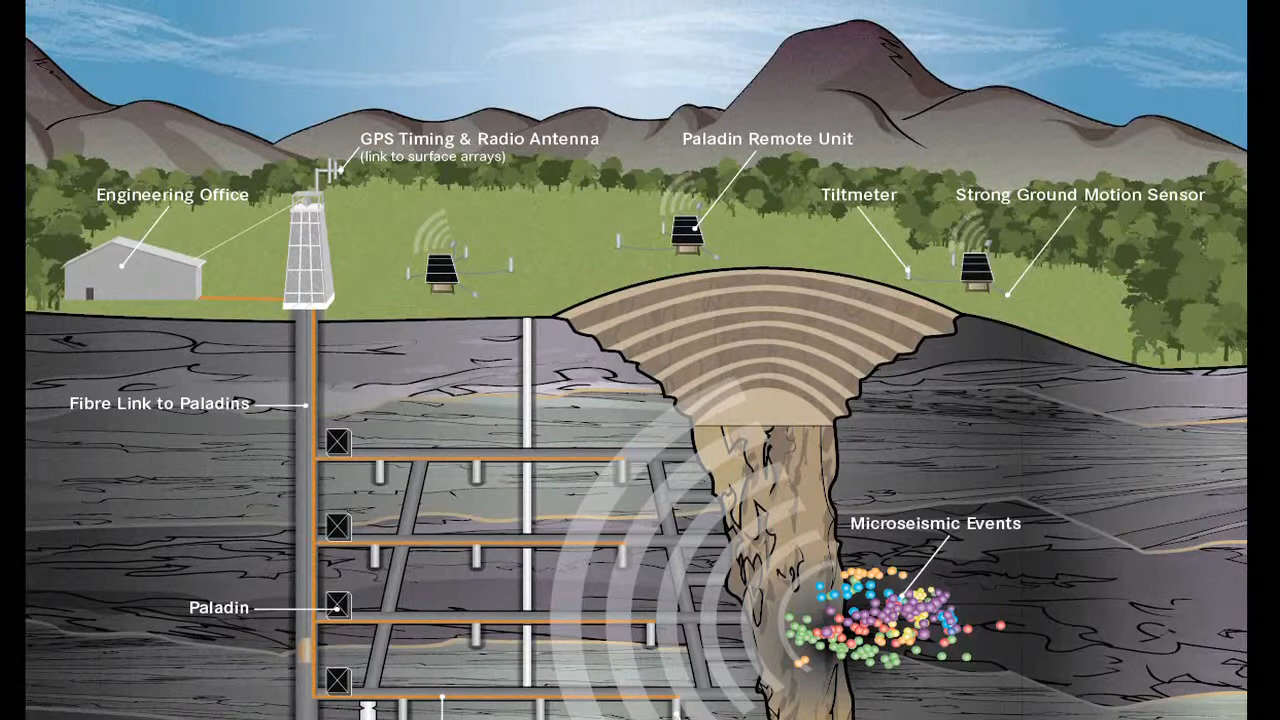 GPS Timing & Radio Antenna
(link to surface arrays)
Paladin Remote Unit
Engineering Office
Tiltmeter
Strong Ground Motion Sensor
Fibre Link to Paladins
Microseismic Events
Paladin